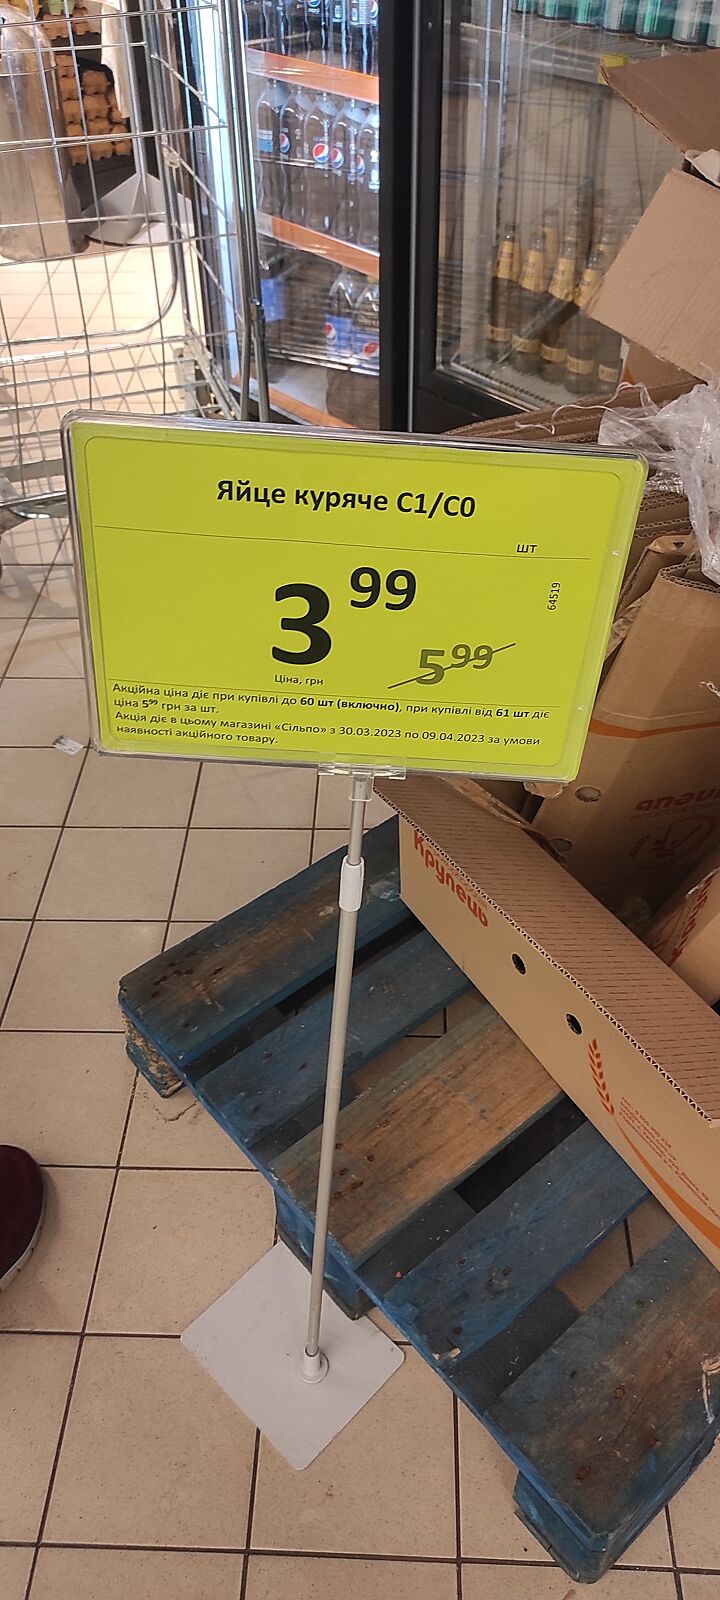 Яйце куряче С1/С0
шт
3 99
5 99
64519
Ціна, грн
Акційна ціна діє при купівлі до 60 шт (включно), при купівлі від 61 шт діє
ціна 5⁹⁹ грн за шт.
Акція діє в цьому магазині «Сільпо» з 30.03.2023 по 09.04.2023 за умови
наявності акційного товару.
Крупець
pepsi